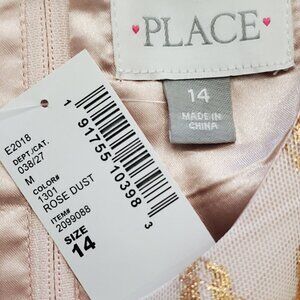 PLACE
14
MADE IN
CHINA
E2018
DEPT./CAT.
038/27
M
COLOR#
1301
ROSE DUST
ITEM#
2099088
SIZE
14
1 91755 10398 3